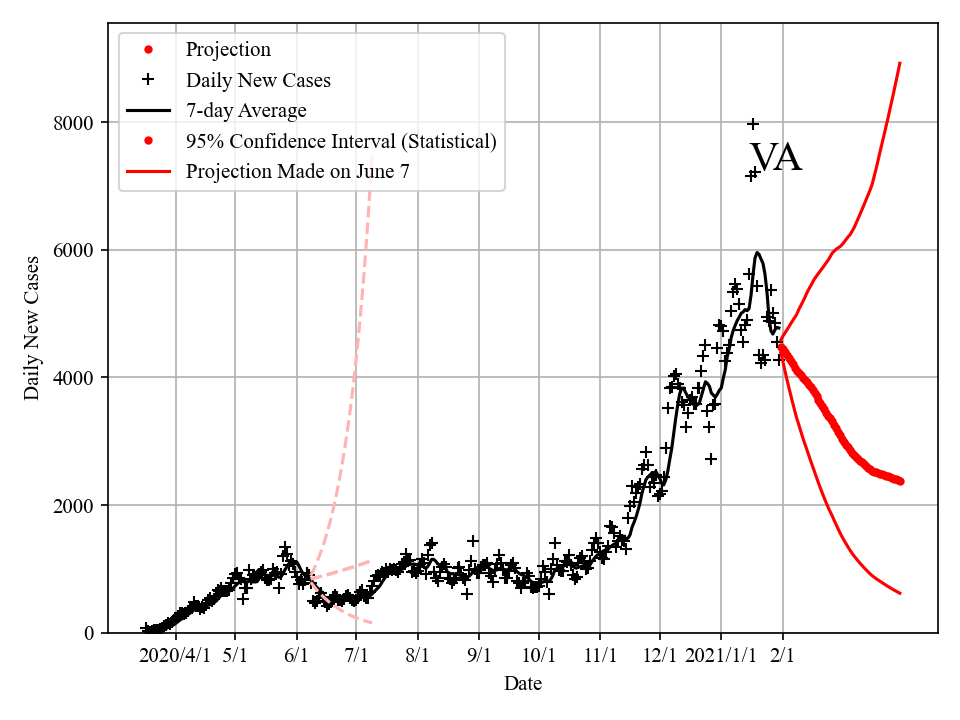 Projection
Daily New Cases
7-day Average
95% Confidence Interval (Statistical)
Projection Made on June 7
VA
Daily New Cases
8000
6000
4000
2000
0
2020/4/1 5/1 6/1 7/1 8/1 9/1 10/1 11/1 12/1 2021/1/1 2/1
Date